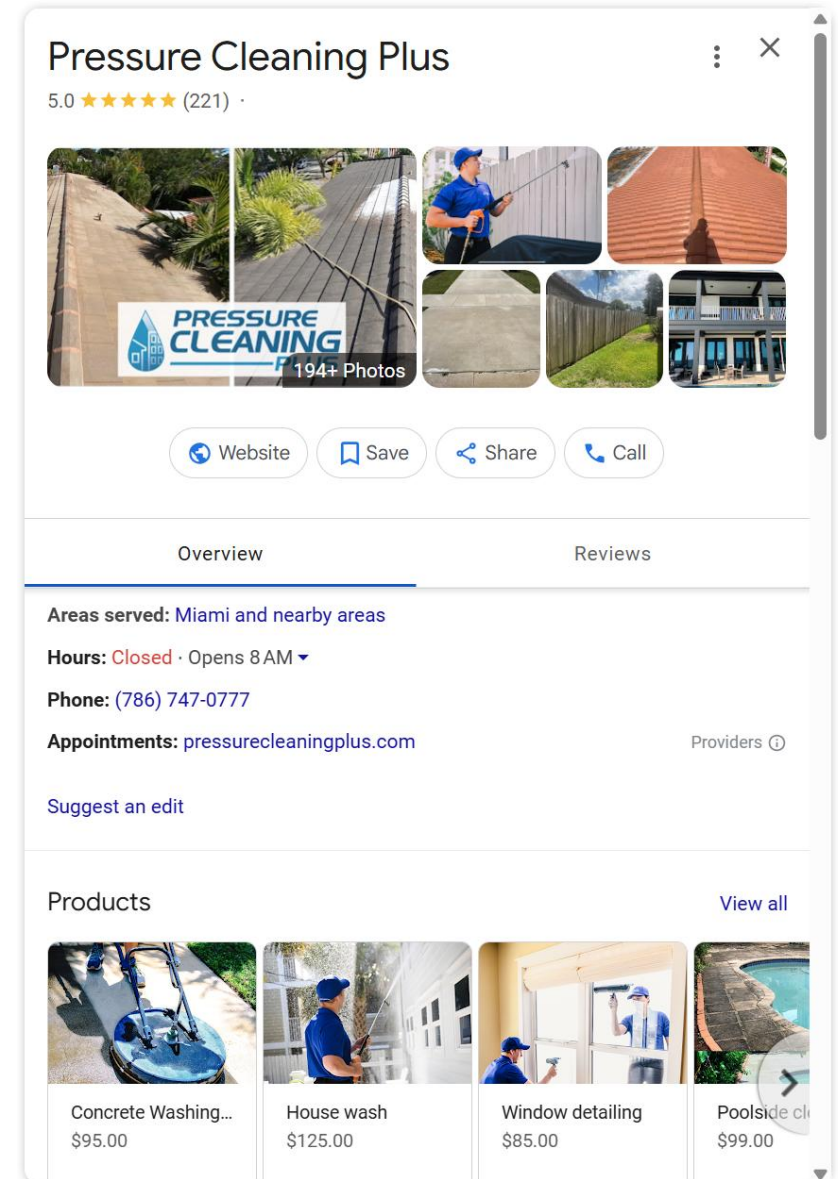 Pressure Cleaning Plus
5.0 (221) ·
PRESSURE
CLEANING
PLUS
194+ Photos
Website Save Share Call
Overview Reviews
Areas served: Miami and nearby areas
Hours: Closed · Opens 8 AM
Phone: (786) 747-0777
Appointments: pressurecleaningplus.com Providers
Suggest an edit
Products View all
Concrete Washing... House wash Window detailing Poolside
$95.00 $125.00 $85.00 $99.00